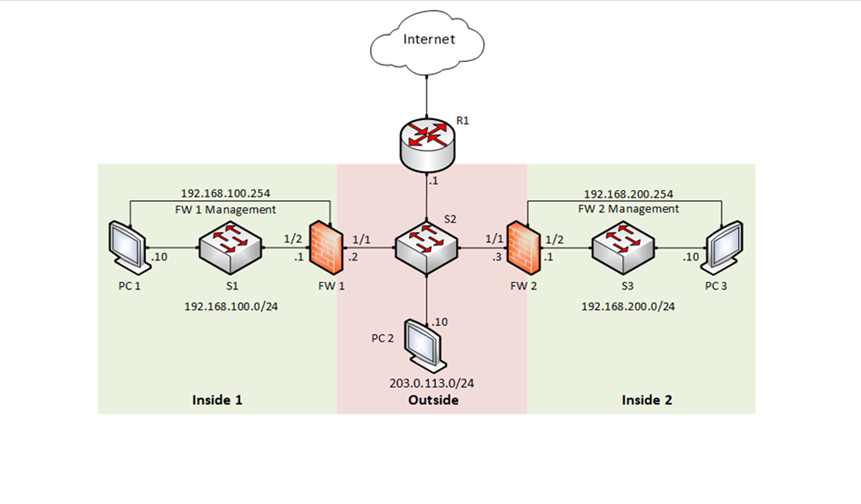 Internet
R1
.1
192.168.100.254
FW 1 Management
192.168.200.254
FW 2 Management
S2
1/2
1/1
1/1
1/2
.10
.1
.2
.3
.1
.10
PC 1
S1
FW 1
FW 2
S3
PC 3
192.168.100.0/24
192.168.200.0/24
.10
PC 2
203.0.113.0/24
Inside 1
Outside
Inside 2